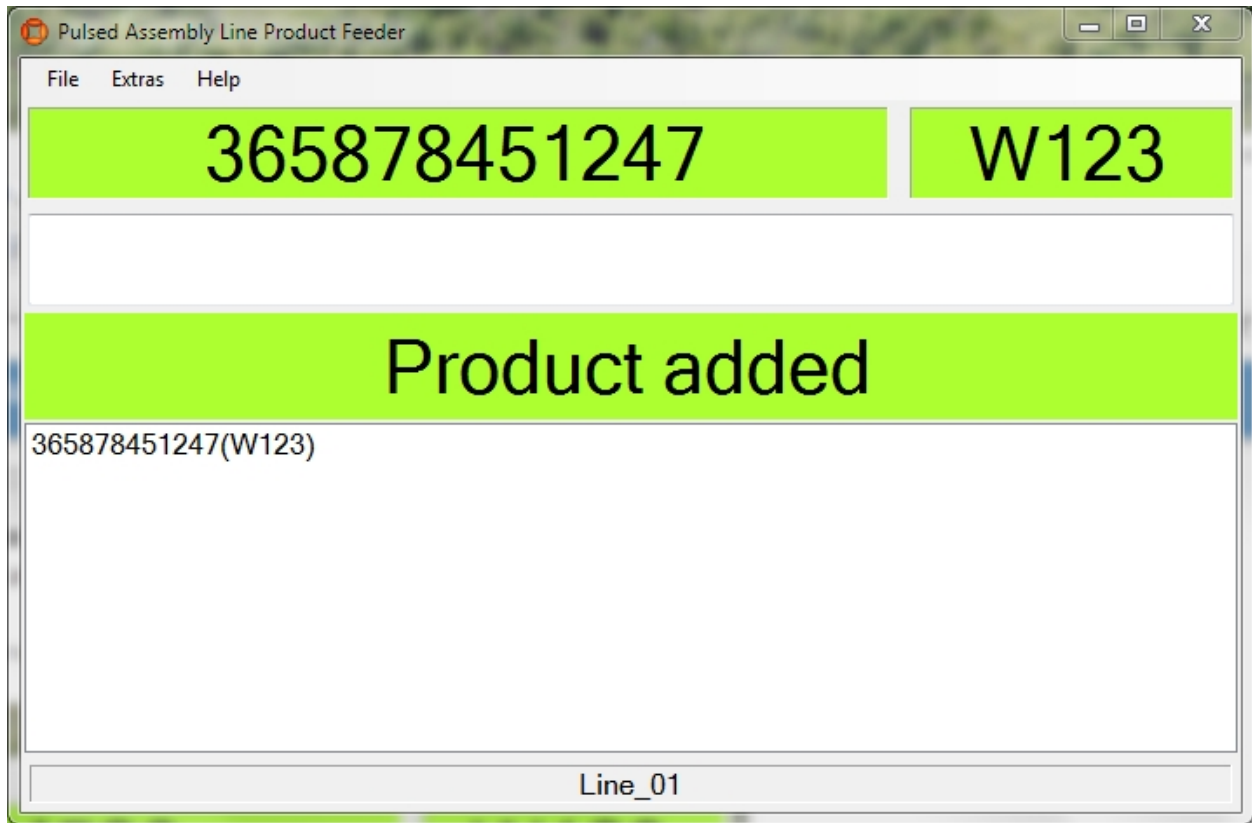 Pulsed Assembly Line Product Feeder
File Extras Help
365878451247 W123
Product added
365878451247(W123)
Line_01